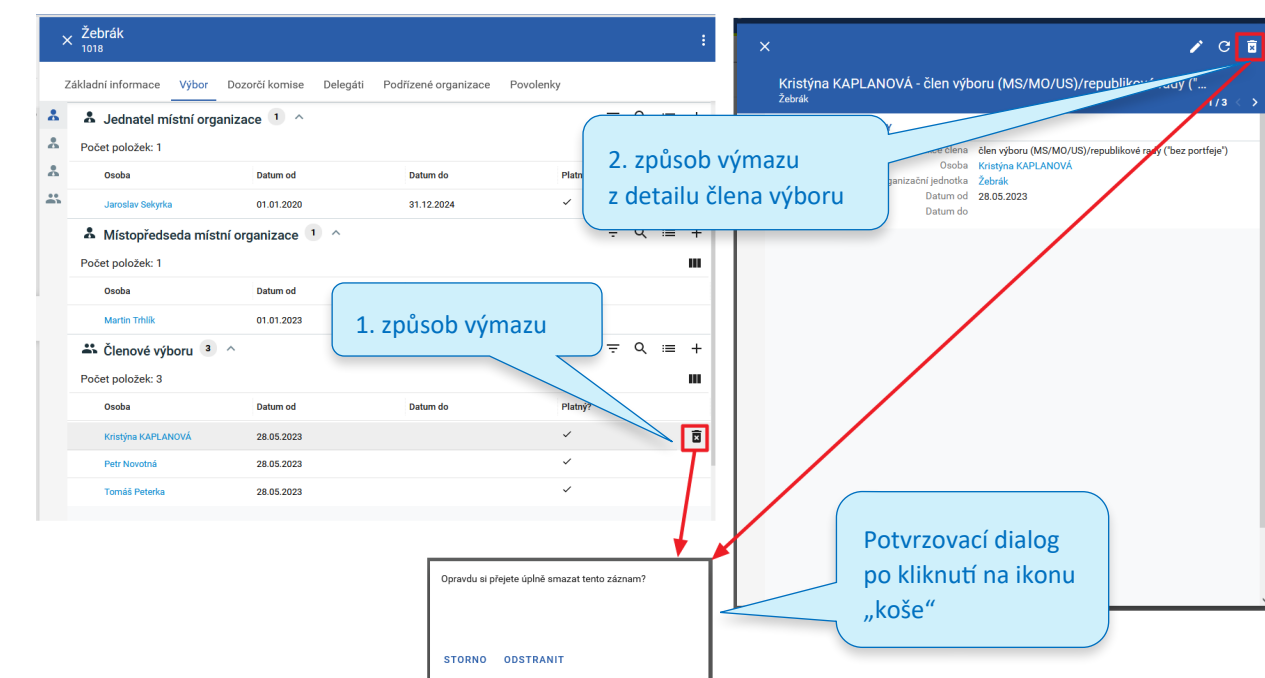 Žebrák
1018
Základní informace Výbor Dozorčí komise Delegáti Podřízené organizace Povolenky
Jednatel místní organizace 1
Počet položek: 1
Osoba Datum od Datum do
Jaroslav Sekyrka 01.01.2020 31.12.2024
Místopředseda místní organizace 1
Počet položek: 1
Osoba Datum od
Martin Trhlík 01.01.2023
Členové výboru 3
Počet položek: 3
Osoba Datum od Datum do Platný?
Kristýna KAPLANOVÁ 28.05.2023
Petr Novotná 28.05.2023
Tomáš Peterka 28.05.2023
1. způsob výmazu
2. způsob výmazu
z detailu člena výboru
Kristýna KAPLANOVÁ - člen výboru (MS/MO/US)/republikové rady ("...
Žebrák
1 / 3
člena člen výboru (MS/MO/US)/republikové rady ("bez portfeje")
Osoba Kristýna KAPLANOVÁ
jednotka Žebrák
Datum od 28.05.2023
Datum do
Opravdu si přejete úplně smazat tento záznam?
STORNO ODSTRANIT
Potvrzovací dialog
po kliknutí na ikonu
„koše“